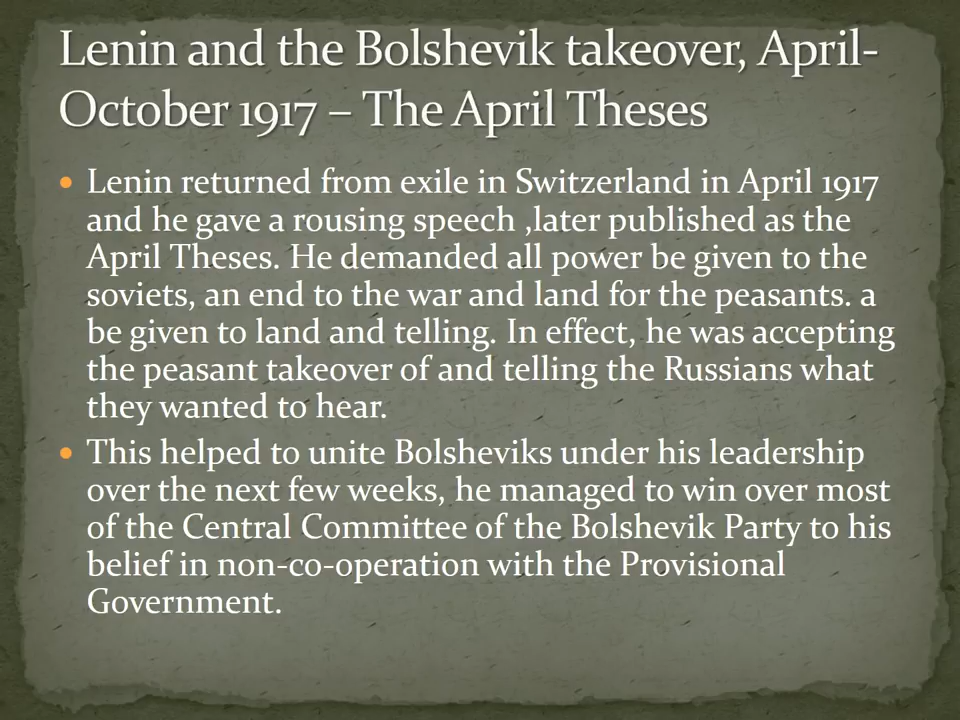 Lenin and the Bolshevik takeover, April-
October 1917 – The April Theses
• Lenin returned from exile in Switzerland in April 1917
and he gave a rousing speech ,later published as the
April Theses. He demanded all power be given to the
soviets, an end to the war and land for the peasants. a
be given to land and telling. In effect, he was accepting
the peasant takeover of and telling the Russians what
they wanted to hear.
• This helped to unite Bolsheviks under his leadership
over the next few weeks, he managed to win over most
of the Central Committee of the Bolshevik Party to his
belief in non-co-operation with the Provisional
Government.